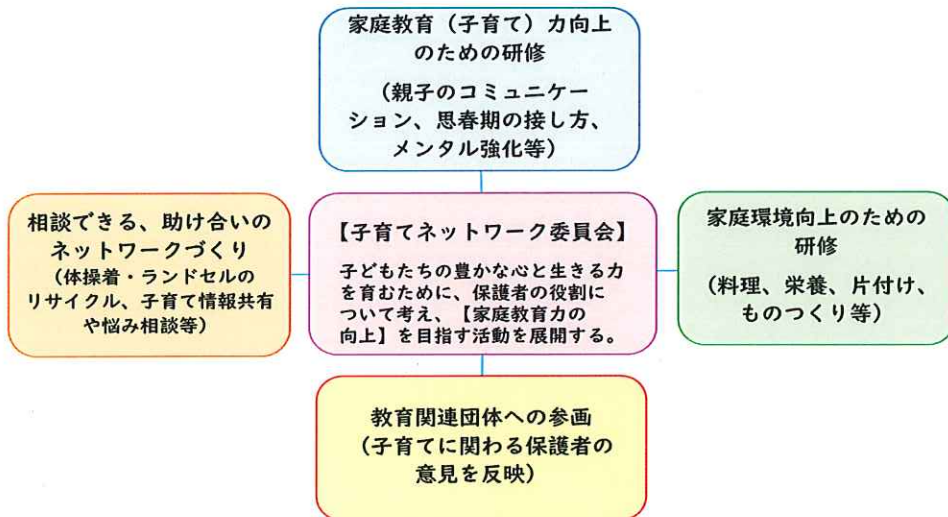 家庭教育（子育て）力向上
のための研修
（親子のコミュニケー
ション、思春期の接し方、
メンタル強化等）
相談できる、助け合いの
ネットワークづくり
（体操着・ランドセルの
リサイクル、子育て情報共有
や悩み相談等）
【子育てネットワーク委員会】
子どもたちの豊かな心と生きる力
を育むために、保護者の役割に
ついて考え、【家庭教育力の
向上】を目指す活動を展開する。
家庭環境向上のための
研修
（料理、栄養、片付け、
ものつくり等）
教育関連団体への参画
（子育てに関わる保護者の
意見を反映）